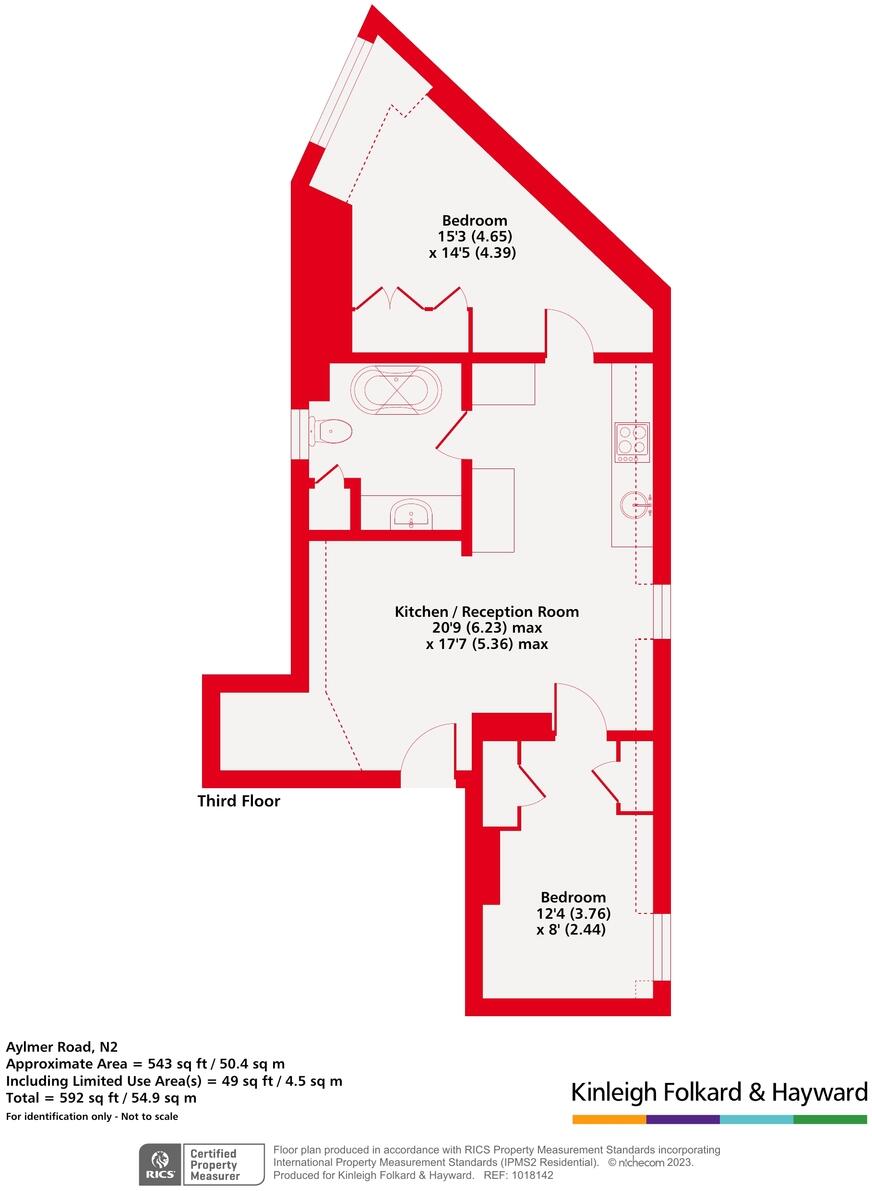 Bedroom
15'3 (4.65)
x 14'5 (4.39)
Kitchen / Reception Room
20'9 (6.23) max
x 17'7 (5.36) max
Third Floor
Bedroom
12'4 (3.76)
x 8' (2.44)
Aylmer Road, N2
Approximate Area = 543 sq ft / 50.4 sq m
Including Limited Use Area(s) = 49 sq ft / 4.5 sq m
Total = 592 sq ft / 54.9 sq m
For identification only - Not to scale
Kinleigh Folkard & Hayward
RICS
Certified
Property
Measurer
Floor plan produced in accordance with RICS Property Measurement Standards incorporating
International Property Measurement Standards (IPMS2 Residential). © nichecom 2023.
Produced for Kinleigh Folkard & Hayward. REF: 1018142